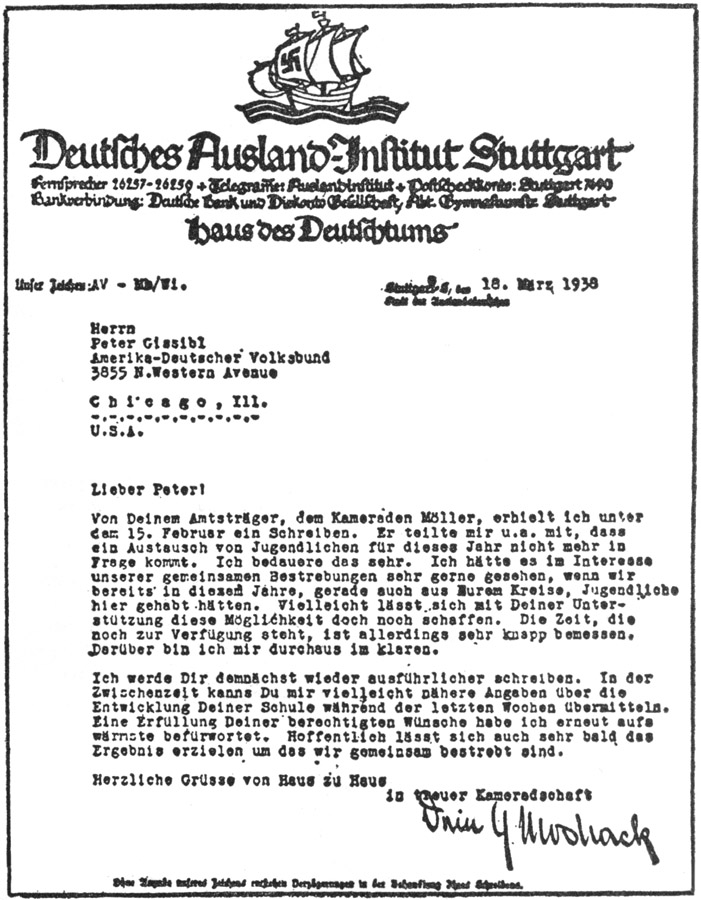 Deutsches Ausland-Institut Stuttgart
Fernsprecher 26257-26259 + Telegramme: Auslandinstitut + Postscheckkonto: Stuttgart 7690
Bankverbindung: Deutsche Bank und Diskonto Gesellschaft, Abt. Gymnasiumstr. Stuttgart
Haus des Deutschtums
Unser Zeichen: AV - Mh/Wi.
Stuttgart-S, den 18. März 1938
Stadt der Auslandsdeutschen
Herrn
Peter Gissibl
Amerika-Deutscher Volksbund
3855 N.Western Avenue
C h i c a g o , Ill.
U.S.A.
Lieber Peter!
Von Deinem Amtsträger, dem Kameraden Möller, erhielt ich unter
dem 15. Februar ein Schreiben. Er teilte mir u.a. mit, dass
ein Austausch von Jugendlichen für dieses Jahr nicht mehr in
Frage kommt. Ich bedauere das sehr. Ich hätte es im Interesse
unserer gemeinsamen Bestrebungen sehr gerne gesehen, wenn wir
bereits in diesem Jahre, gerade auch aus Eurem Kreise, Jugendliche
hier gehabt hätten. Vielleicht lässt sich mit Deiner Unter-
stützung diese Möglichkeit doch noch schaffen. Die Zeit, die
noch zur Verfügung steht, ist allerdings sehr knapp bemessen.
Darüber bin ich mir durchaus im klaren.
Ich werde Dir demnächst wieder ausführlicher schreiben. In der
Zwischenzeit kanns Du mir vielleicht nähere Angaben über die
Entwicklung Deiner Schule während der letzten Wochen übermitteln.
Eine Erfüllung Deiner berechtigten Wünsche habe ich erneut aufs
wärmste befürwortet. Hoffentlich lässt sich auch sehr bald das
Ergebnis erzielen um das wir gemeinsam bestrebt sind.
Herzliche Grüsse von Haus zu Haus
in treuer Kameradschaft
Dein G. Moshack
Ohne Angabe unseres Zeichens entstehen Verzögerungen in der Behandlung Ihres Schreibens.